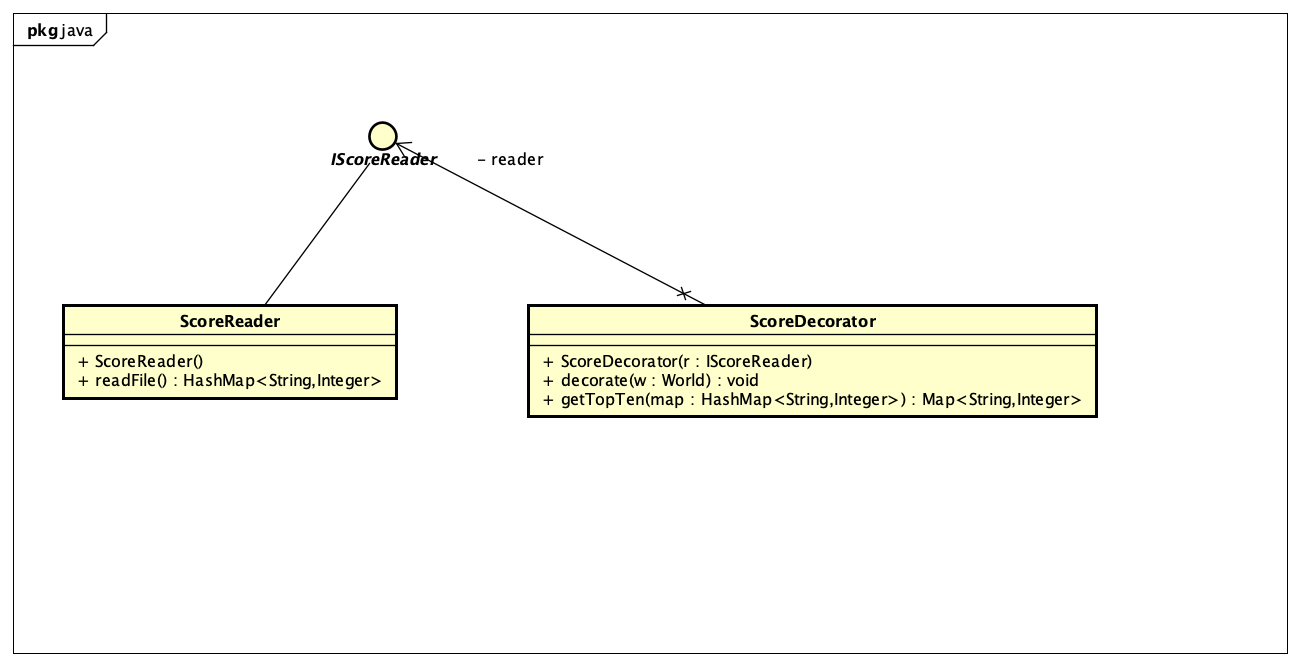 pkg java
IScoreReader
– reader
ScoreReader
+ ScoreReader()
+ readFile() : HashMap<String,Integer>
ScoreDecorator
+ ScoreDecorator(r : IScoreReader)
+ decorate(w : World) : void
+ getTopTen(map : HashMap<String,Integer>) : Map<String,Integer>